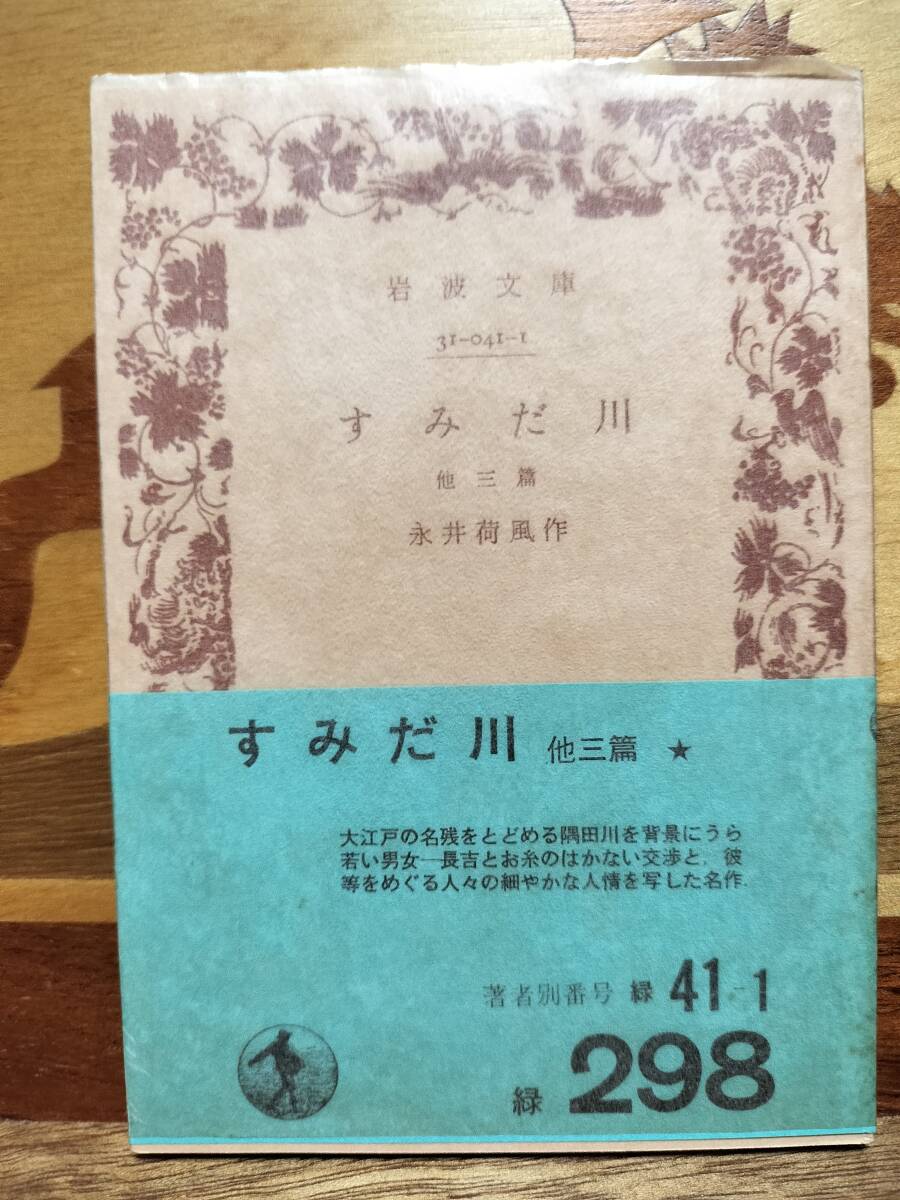 岩波文庫
31-041-1
すみだ川
他三篇
永井荷風作
すみだ川 他三篇 ★
大江戸の名残をとどめる隅田川を背景にうら
若い男女―長吉とお糸のはかない交渉と，彼
等をめぐる人々の細やかな人情を写した名作．
著者別番号 緑 41-1
緑 298